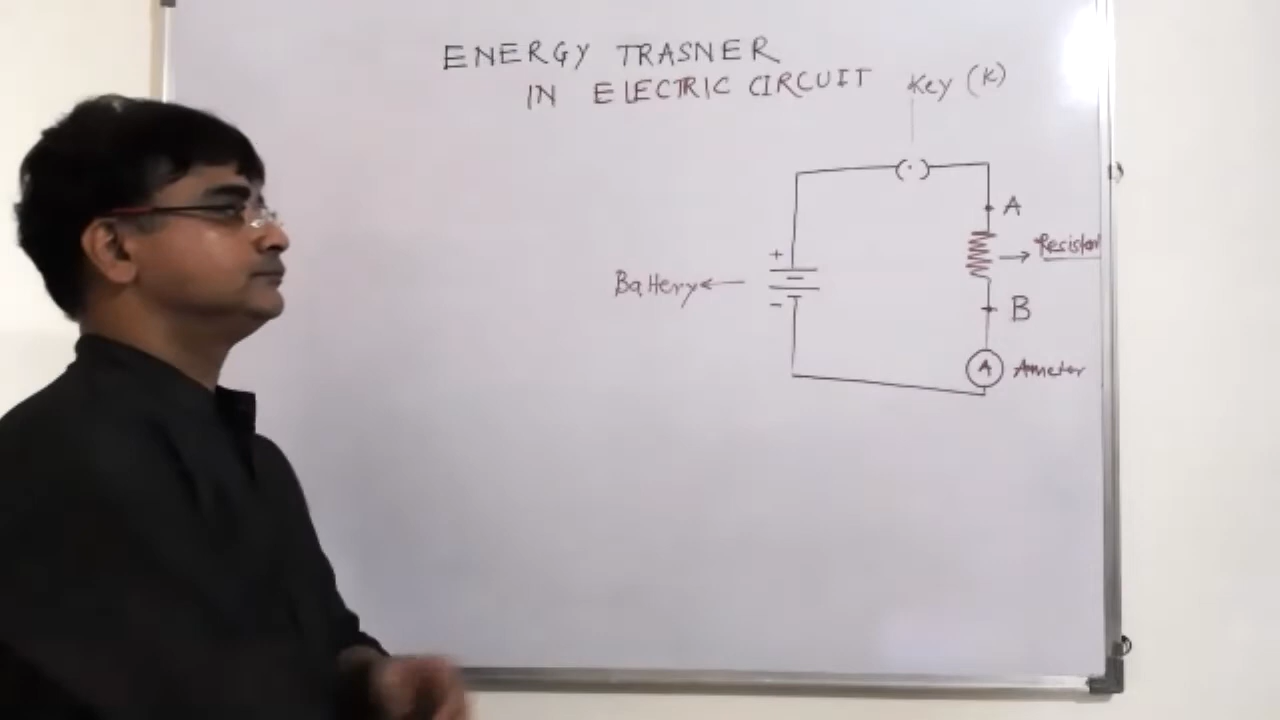 ENERGY TRASNER
IN ELECTRIC CIRCUIT
Key (K)
A
+
Resistor
Battery
-
B
A
Ameter